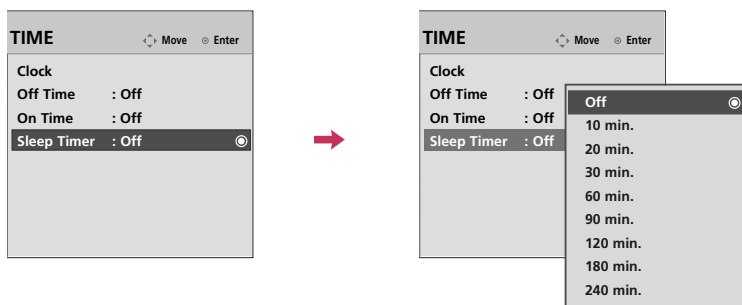 TIME Move Enter
Clock
Off Time : Off
On Time : Off
Sleep Timer : Off
TIME Move Enter
Clock
Off Time : Off
On Time : Off
Sleep Timer : Off
Off
10 min.
20 min.
30 min.
60 min.
90 min.
120 min.
180 min.
240 min.